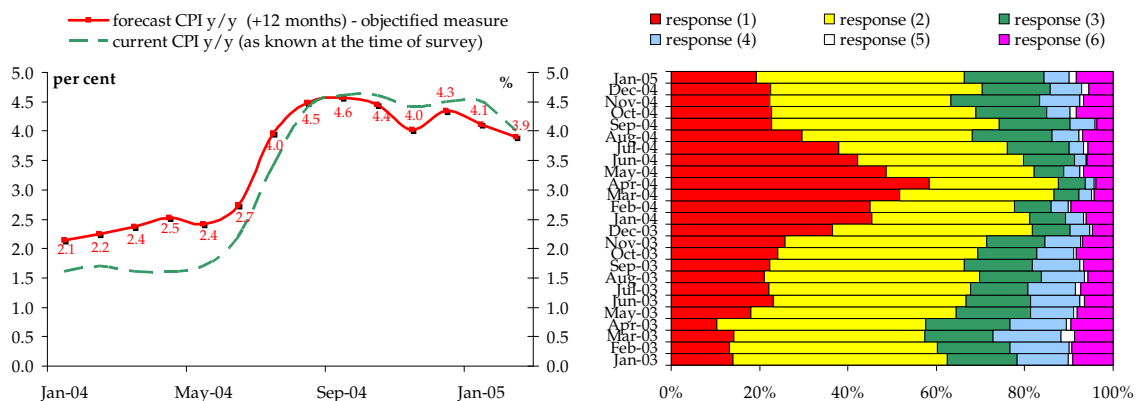 forecast CPI y/y (+12 months) - objectified measure
current CPI y/y (as known at the time of survey)
per cent
%
5.0
4.5
4.0
3.5
3.0
2.5
2.0
1.5
1.0
0.5
0.0
5.0
4.5
4.0
3.5
3.0
2.5
2.0
1.5
1.0
0.5
0.0
2.1
2.2
2.4
2.5
2.4
2.7
4.0
4.5
4.6
4.4
4.0
4.3
4.1
3.9
Jan-04 May-04 Sep-04 Jan-05
response (1) response (2) response (3)
response (4) response (5) response (6)
Jan-05
Dec-04
Nov-04
Oct-04
Sep-04
Aug-04
Jul-04
Jun-04
May-04
Apr-04
Mar-04
Feb-04
Jan-04
Dec-03
Nov-03
Oct-03
Sep-03
Aug-03
Jul-03
Jun-03
May-03
Apr-03
Mar-03
Feb-03
Jan-03
0% 20% 40% 60% 80% 100%